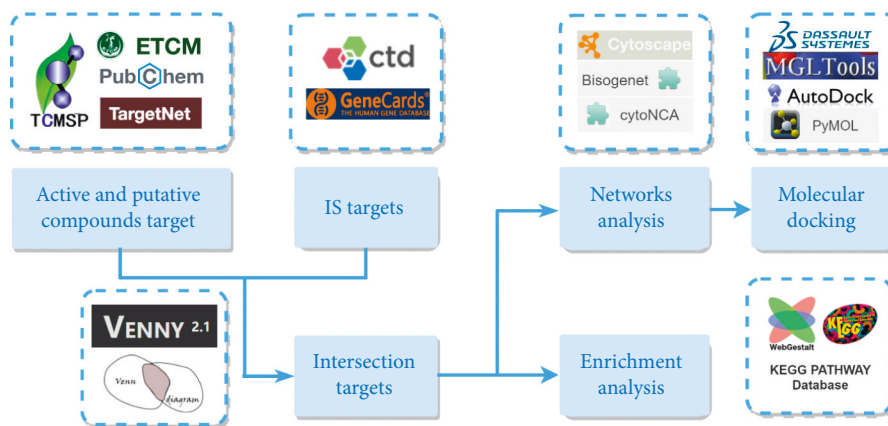 TCMSP
ETCM
PubChem
TargetNet
ctd
GeneCards®
THE HUMAN GENE DATABASE
Cytoscape
Bisogenet
cytoNCA
DASSAULT
SYSTEMES
MGLTools
AutoDock
PyMOL
Active and putative
compounds target
IS targets
Networks
analysis
Molecular
docking
VENNY 2.1
Venn
diagram
Intersection
targets
Enrichment
analysis
WebGestalt
KEGG
KEGG PATHWAY
Database